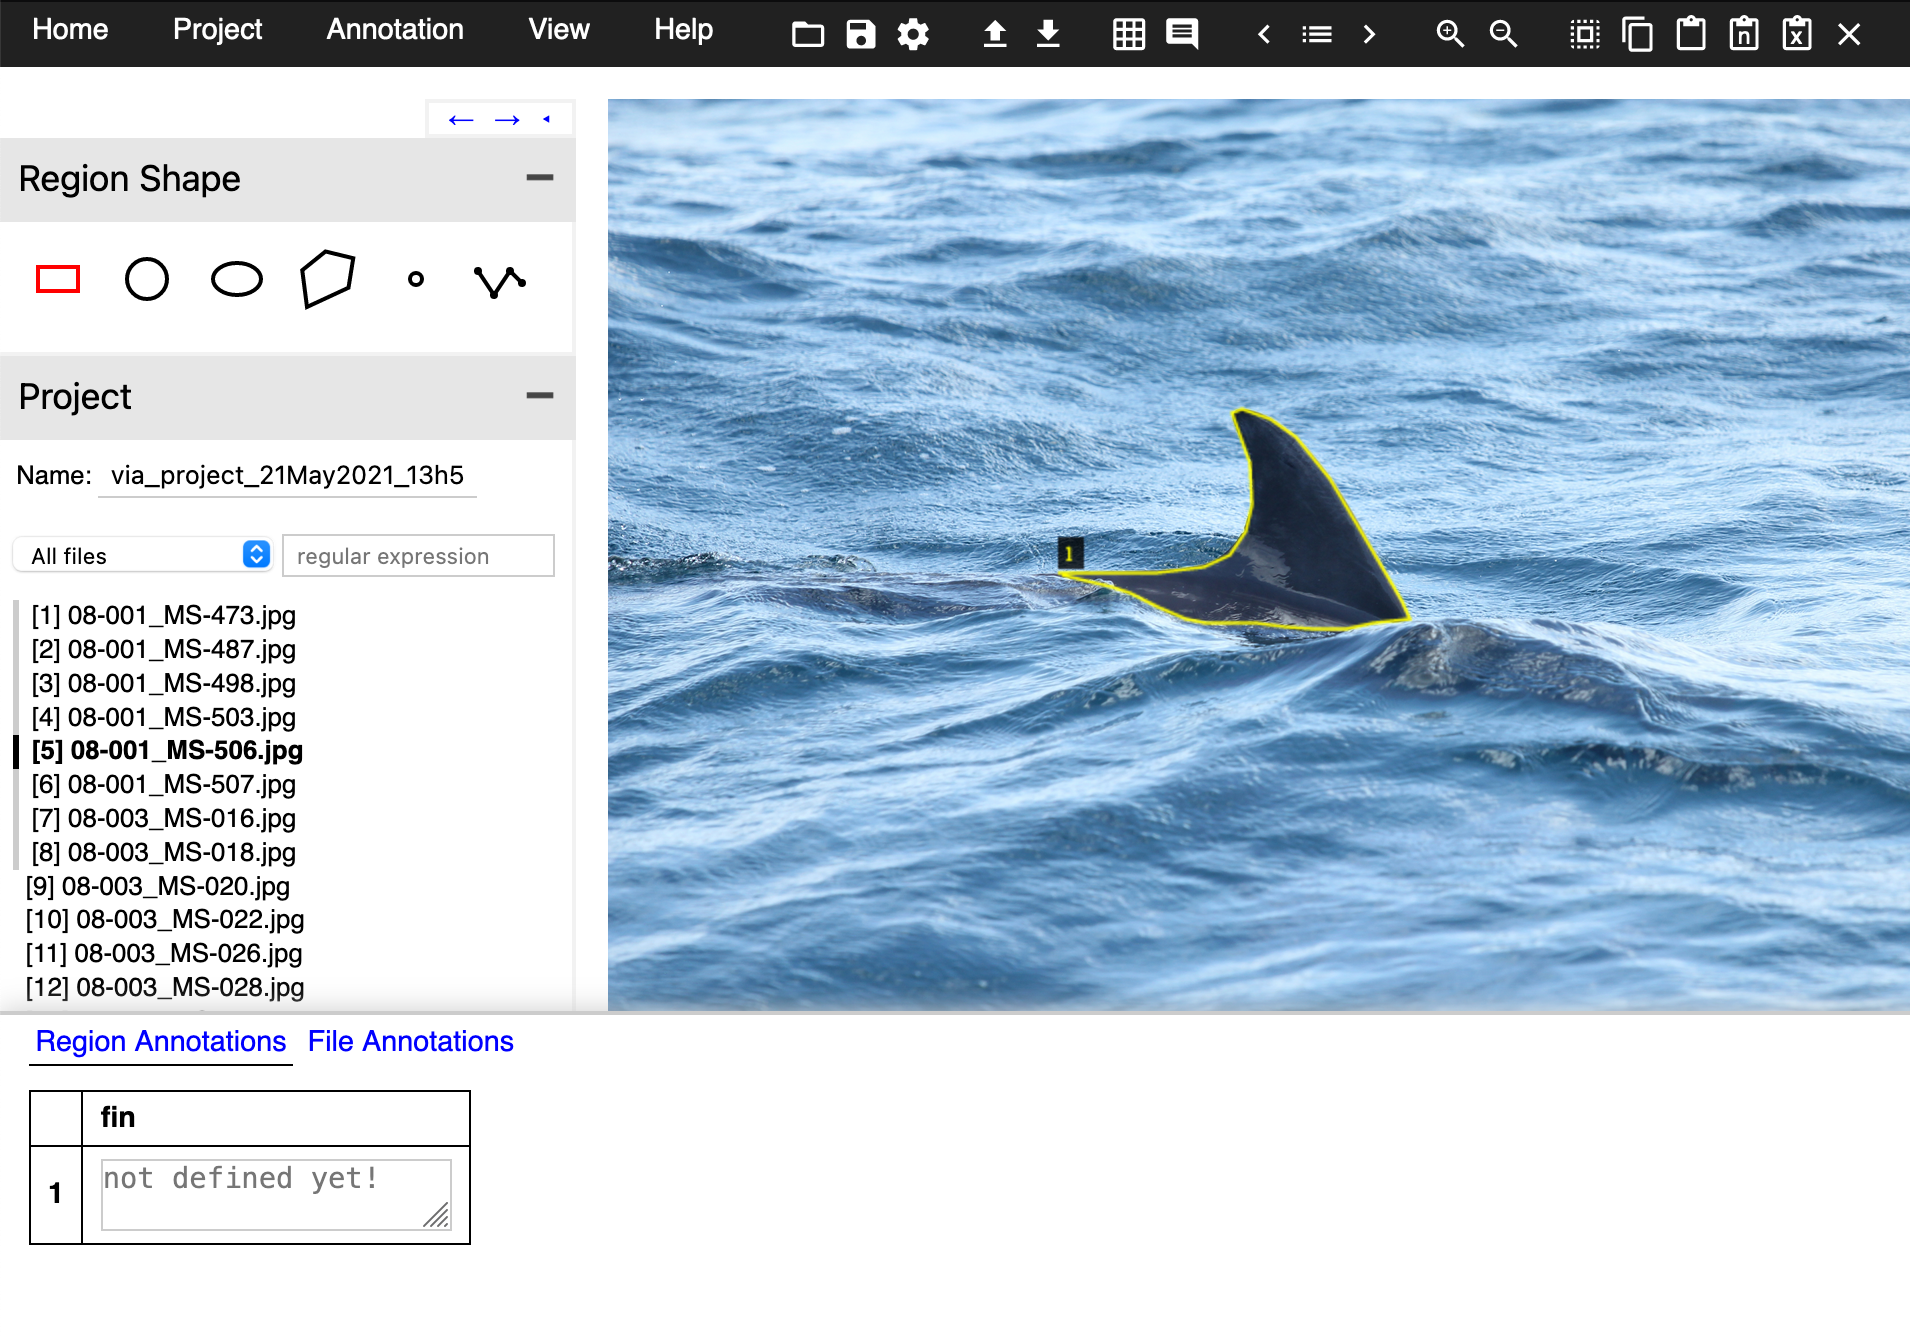 Home Project Annotation View Help
Region Shape
Project
Name: via_project_21May2021_13h5
All files regular expression
[1] 08-001_MS-473.jpg
[2] 08-001_MS-487.jpg
[3] 08-001_MS-498.jpg
[4] 08-001_MS-503.jpg
[5] 08-001_MS-506.jpg
[6] 08-001_MS-507.jpg
[7] 08-003_MS-016.jpg
[8] 08-003_MS-018.jpg
[9] 08-003_MS-020.jpg
[10] 08-003_MS-022.jpg
[11] 08-003_MS-026.jpg
[12] 08-003_MS-028.jpg
1
Region Annotations File Annotations
fin
1 not defined yet!